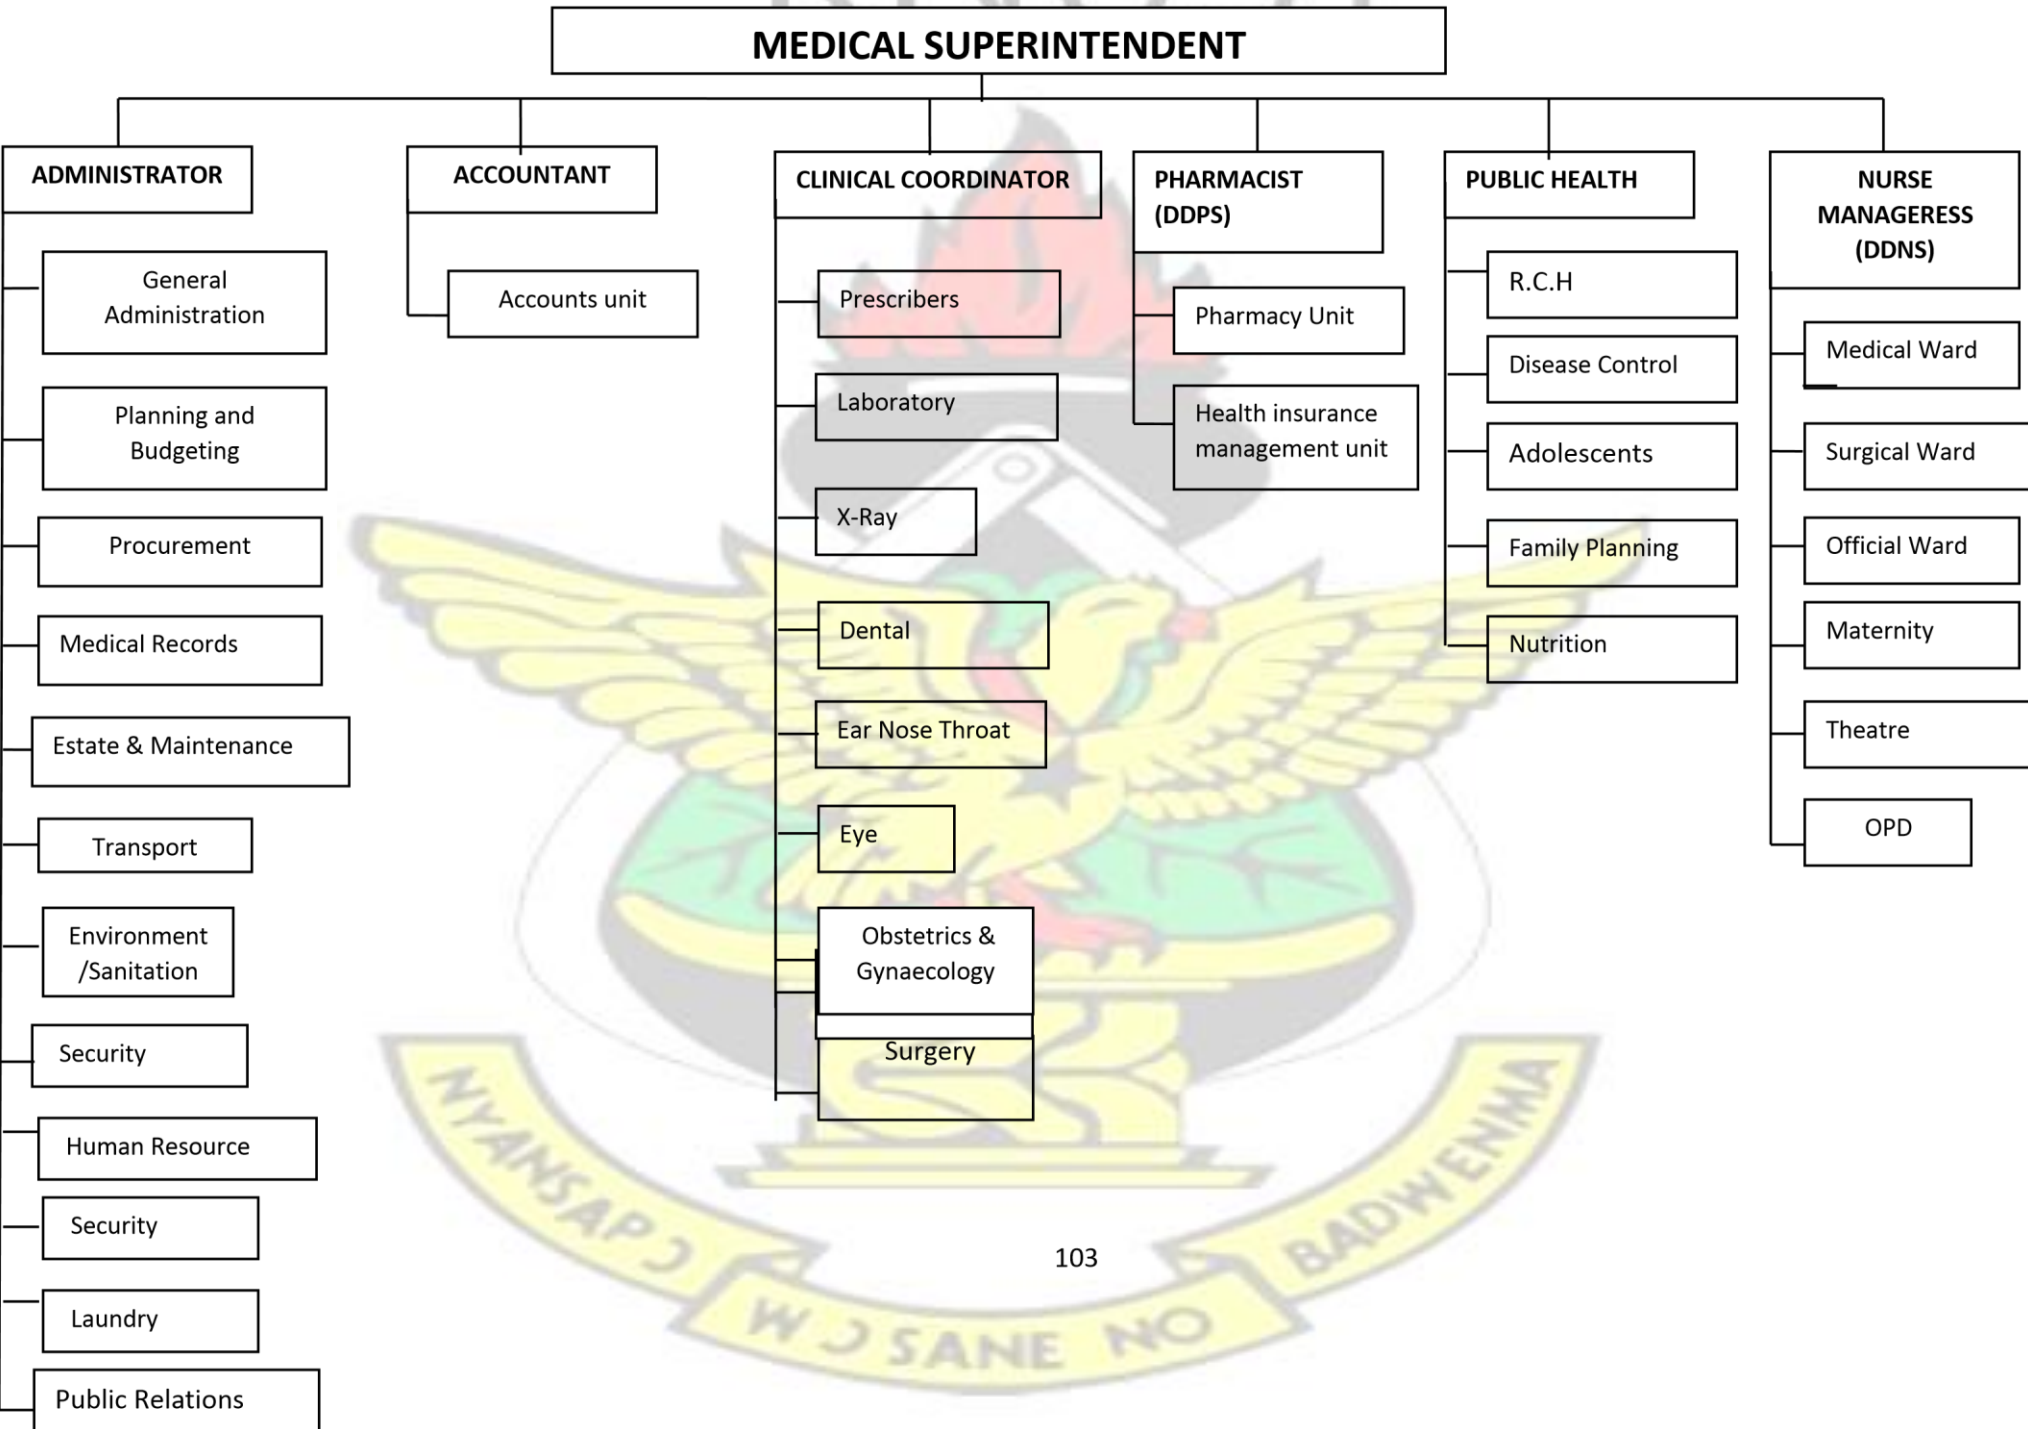 MEDICAL SUPERINTENDENT
ADMINISTRATOR
General
Administration
Planning and
Budgeting
Procurement
Medical Records
Estate & Maintenance
Transport
Environment
/Sanitation
Security
Human Resource
Security
Laundry
Public Relations
ACCOUNTANT
Accounts unit
CLINICAL COORDINATOR
Prescribers
Laboratory
X-Ray
Dental
Ear Nose Throat
Eye
Obstetrics &
Gynaecology
Surgery
PHARMACIST
(DDPS)
Pharmacy Unit
Health insurance
management unit
PUBLIC HEALTH
R.C.H
Disease Control
Adolescents
Family Planning
Nutrition
NURSE
MANAGERESS
(DDNS)
Medical Ward
Surgical Ward
Official Ward
Maternity
Theatre
OPD
103
NYANSAPƆ
WƆSANE NO
BADWENMA